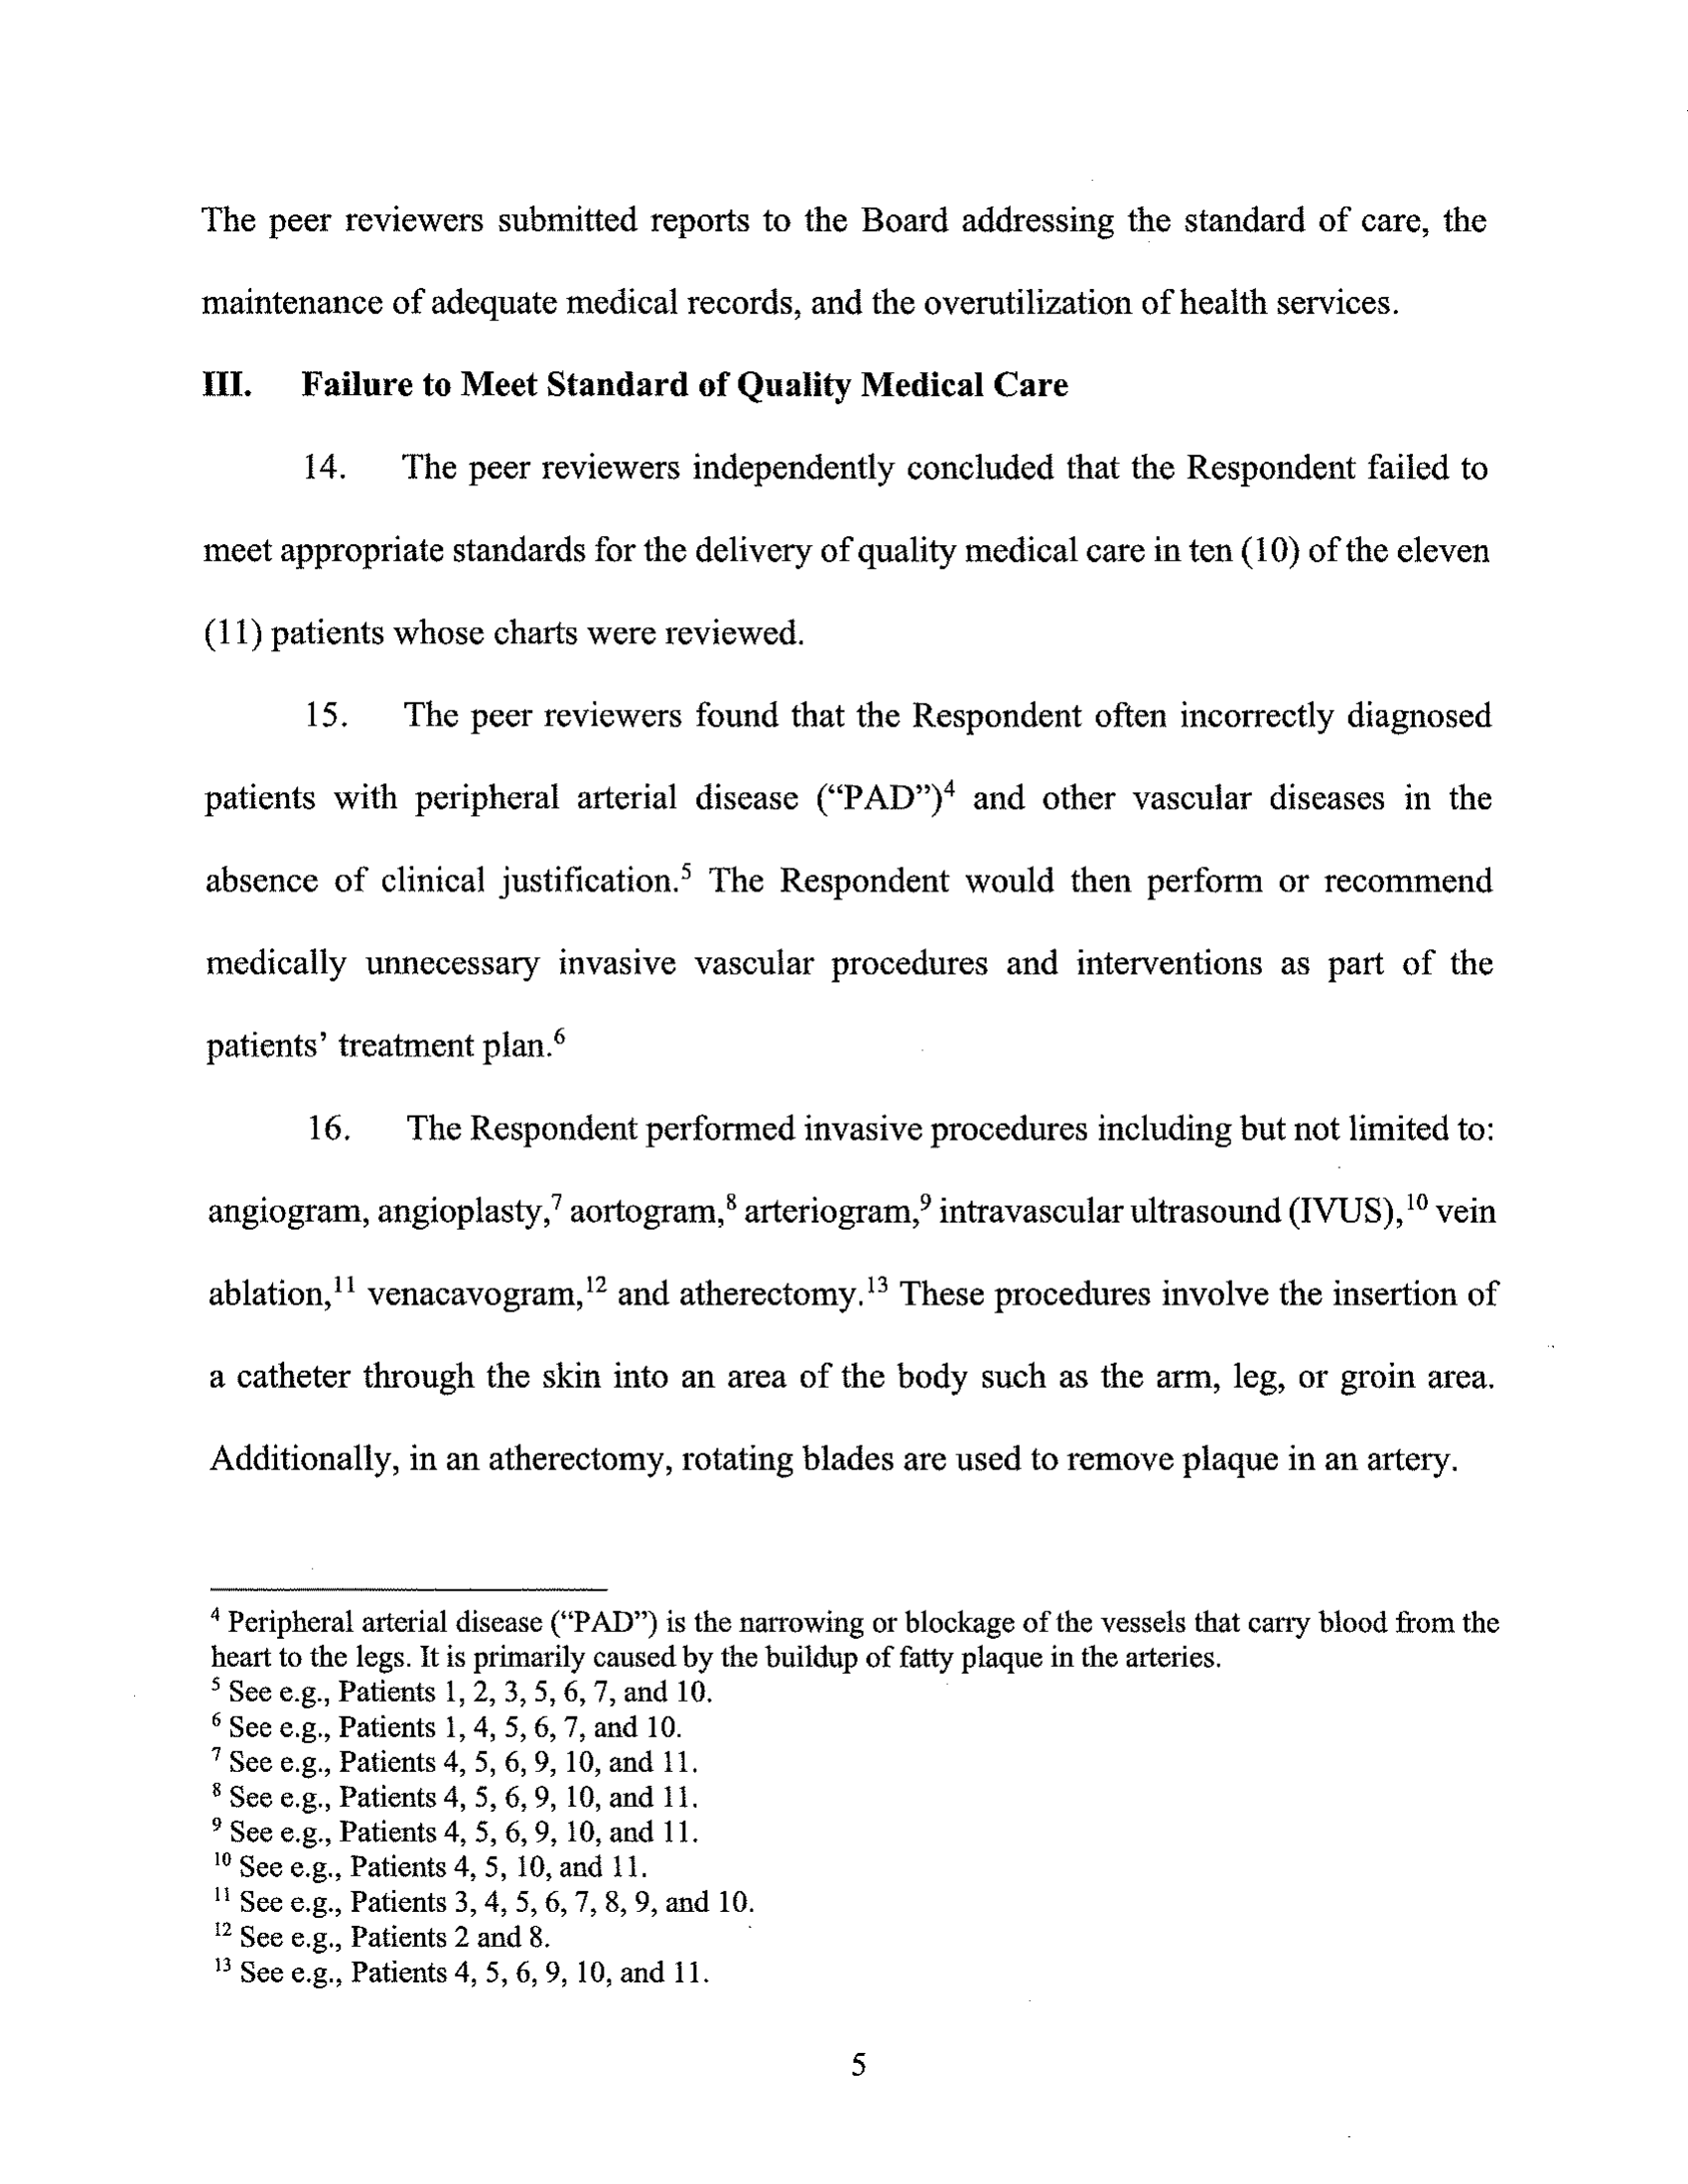 The peer reviewers submitted reports to the Board addressing the standard of care, the
maintenance of adequate medical records, and the overutilization of health services.
III. Failure to Meet Standard of Quality Medical Care
14. The peer reviewers independently concluded that the Respondent failed to
meet appropriate standards for the delivery of quality medical care in ten (10) of the eleven
(11) patients whose charts were reviewed.
15. The peer reviewers found that the Respondent often incorrectly diagnosed
patients with peripheral arterial disease (“PAD”)⁴ and other vascular diseases in the
absence of clinical justification.⁵ The Respondent would then perform or recommend
medically unnecessary invasive vascular procedures and interventions as part of the
patients’ treatment plan.⁶
16. The Respondent performed invasive procedures including but not limited to:
angiogram, angioplasty,⁷ aortogram,⁸ arteriogram,⁹ intravascular ultrasound (IVUS),¹⁰ vein
ablation,¹¹ venacavogram,¹² and atherectomy.¹³ These procedures involve the insertion of
a catheter through the skin into an area of the body such as the arm, leg, or groin area.
Additionally, in an atherectomy, rotating blades are used to remove plaque in an artery.
⁴ Peripheral arterial disease (“PAD”) is the narrowing or blockage of the vessels that carry blood from the
heart to the legs. It is primarily caused by the buildup of fatty plaque in the arteries.
⁵ See e.g., Patients 1, 2, 3, 5, 6, 7, and 10.
⁶ See e.g., Patients 1, 4, 5, 6, 7, and 10.
⁷ See e.g., Patients 4, 5, 6, 9, 10, and 11.
⁸ See e.g., Patients 4, 5, 6, 9, 10, and 11.
⁹ See e.g., Patients 4, 5, 6, 9, 10, and 11.
¹⁰ See e.g., Patients 4, 5, 10, and 11.
¹¹ See e.g., Patients 3, 4, 5, 6, 7, 8, 9, and 10.
¹² See e.g., Patients 2 and 8.
¹³ See e.g., Patients 4, 5, 6, 9, 10, and 11.
5